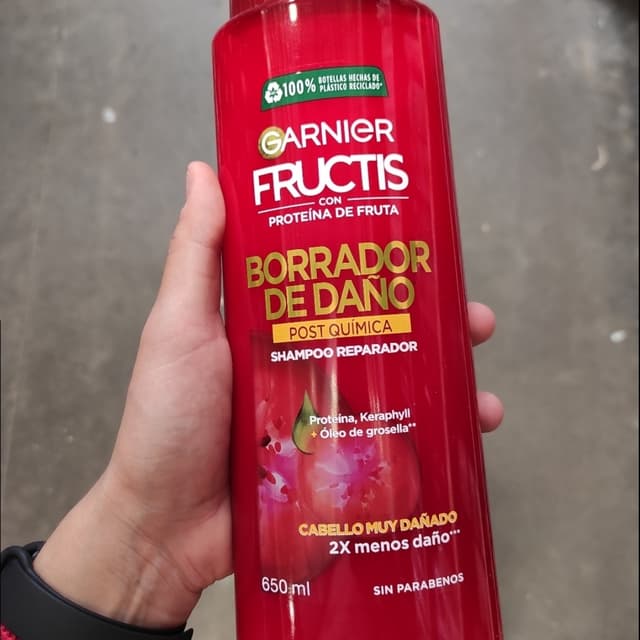 100% BOTELLAS HECHAS DE
PLÁSTICO RECICLADO*
GARNIER
FRUCTIS
CON
PROTEÍNA DE FRUTA
BORRADOR
DE DAÑO
POST QUÍMICA
SHAMPOO REPARADOR
Proteína, Keraphyll
+ Óleo de grosella**
CABELLO MUY DAÑADO
2X menos daño***
650 ml
SIN PARABENOS